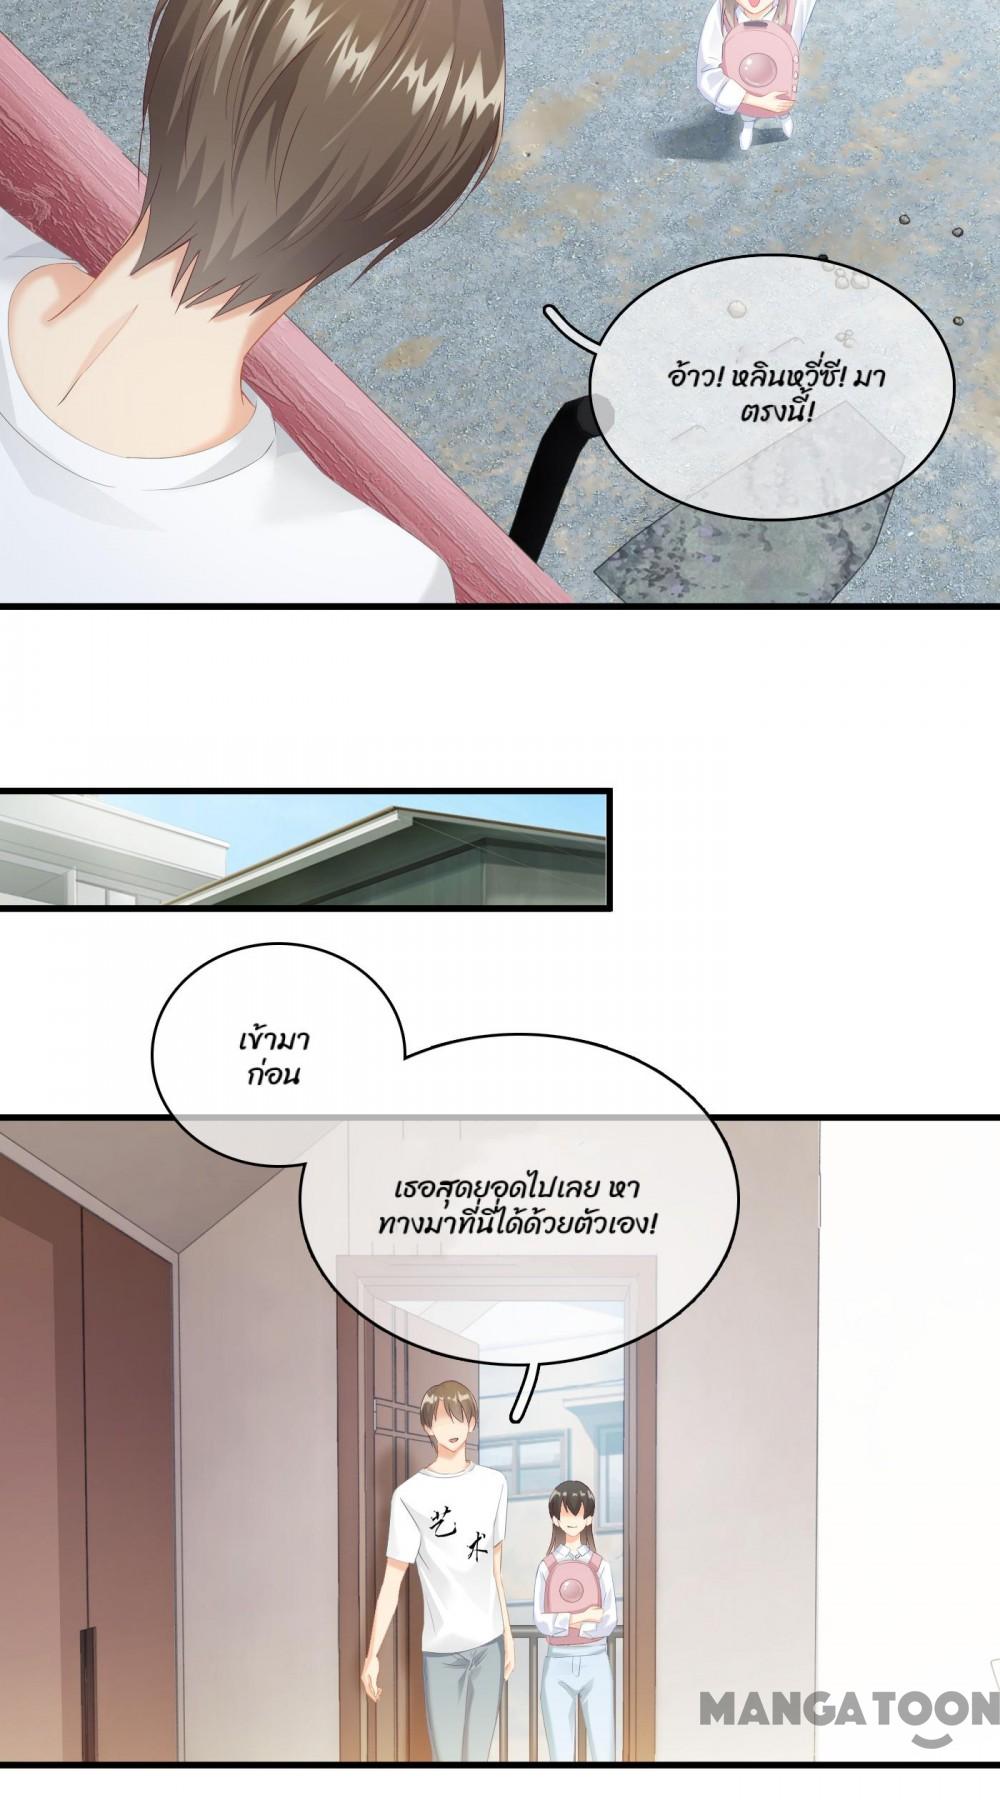 อ้าว! หลินหวี่ซี! มา
ตรงนี้!
เข้ามา
ก่อน
เธอสุดยอดไปเลย หา
ทางมาที่นี่ได้ด้วยตัวเอง!
艺
术
MANGATOON